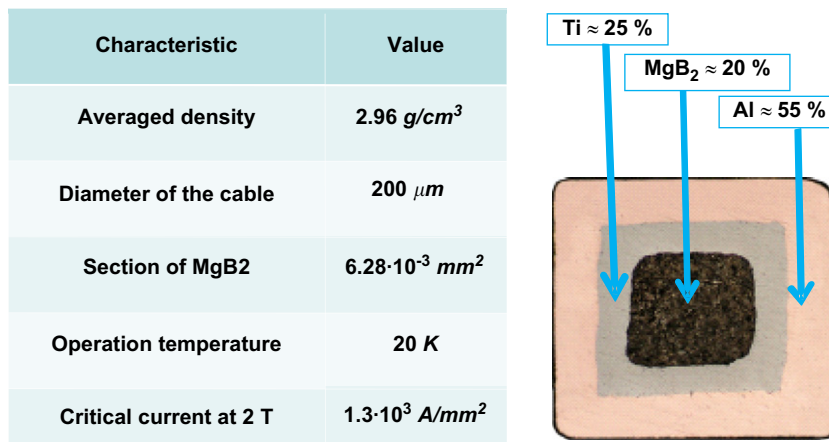 Characteristic Value
Averaged density 2.96 g/cm³
Diameter of the cable 200 μm
Section of MgB2 6.28·10⁻³ mm²
Operation temperature 20 K
Critical current at 2 T 1.3·10³ A/mm²
Ti ≈ 25 %
MgB₂ ≈ 20 %
Al ≈ 55 %